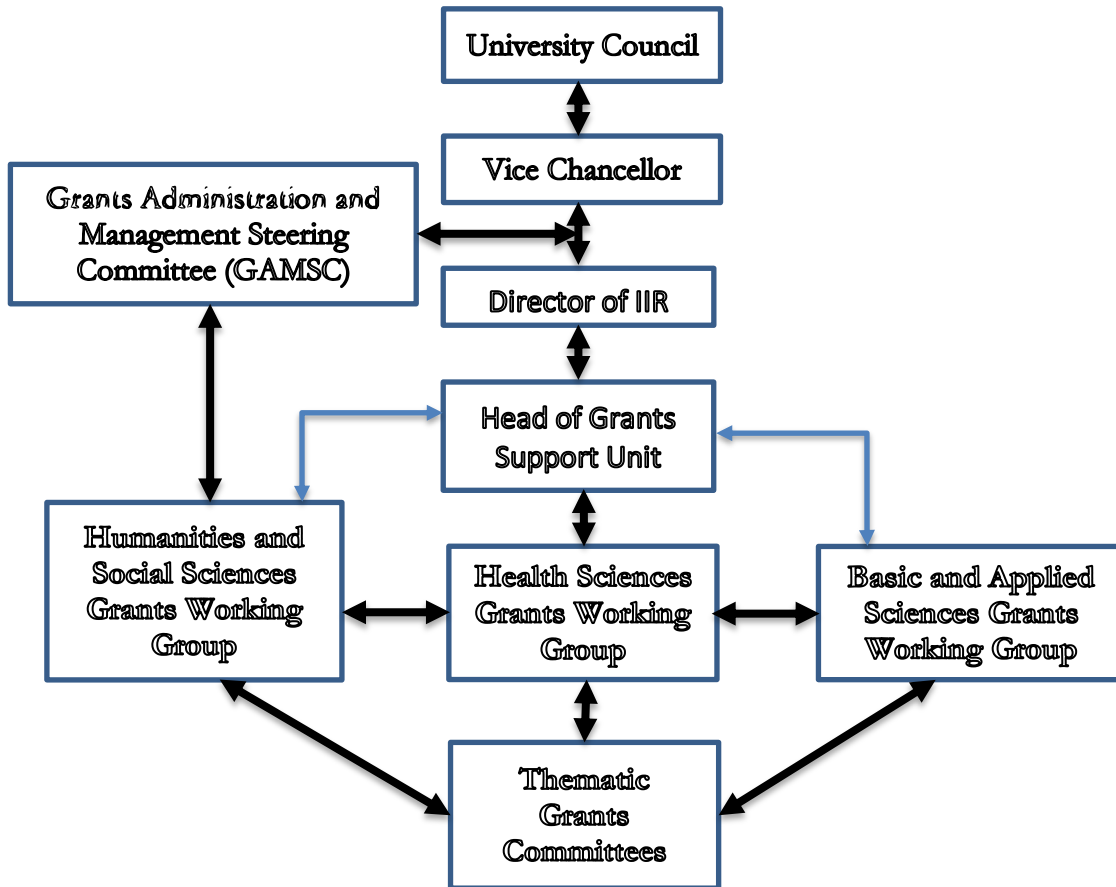 University Council
Vice Chancellor
Grants Administration and
Management Steering
Committee (GAMSC)
Director of IIR
Head of Grants
Support Unit
Humanities and
Social Sciences
Grants Working
Group
Health Sciences
Grants Working
Group
Basic and Applied
Sciences Grants
Working Group
Thematic
Grants
Committees